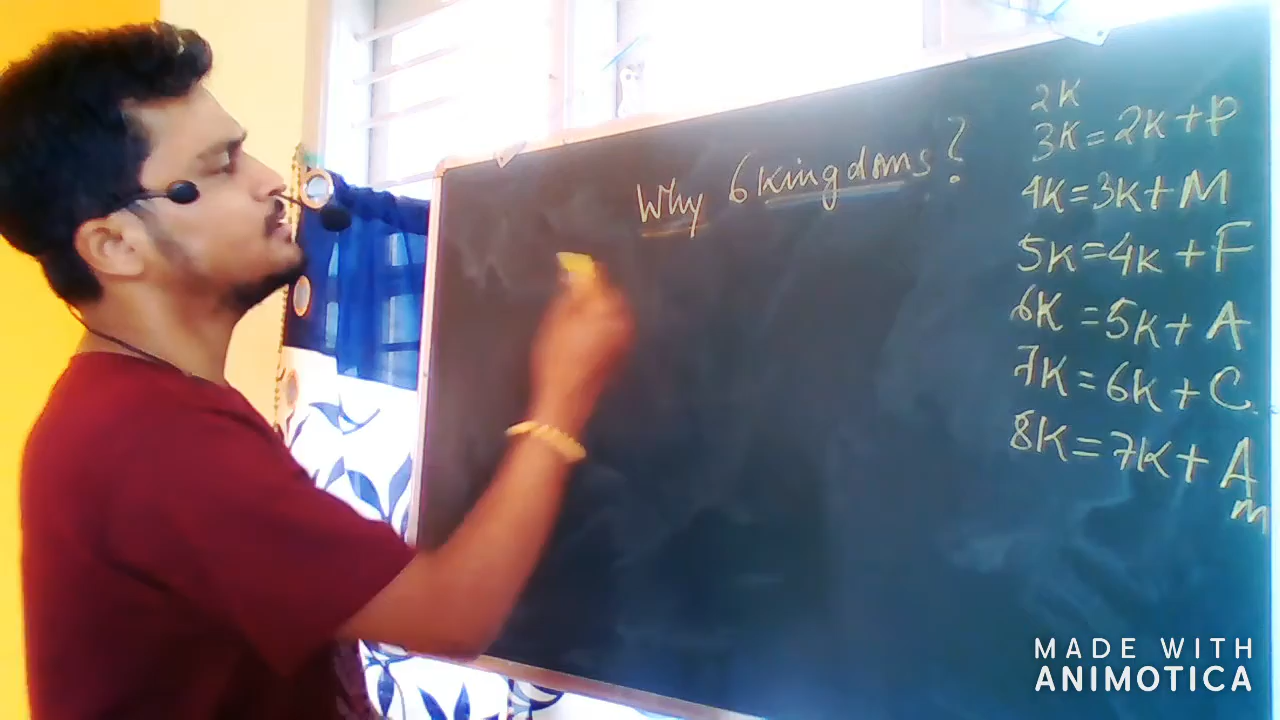 Why 6 kingdoms?
2K
3K = 2K + P
4K = 3K + M
5K = 4K + F
6K = 5K + A
7K = 6K + C
8K = 7K + A
m
MADE WITH
ANIMOTICA